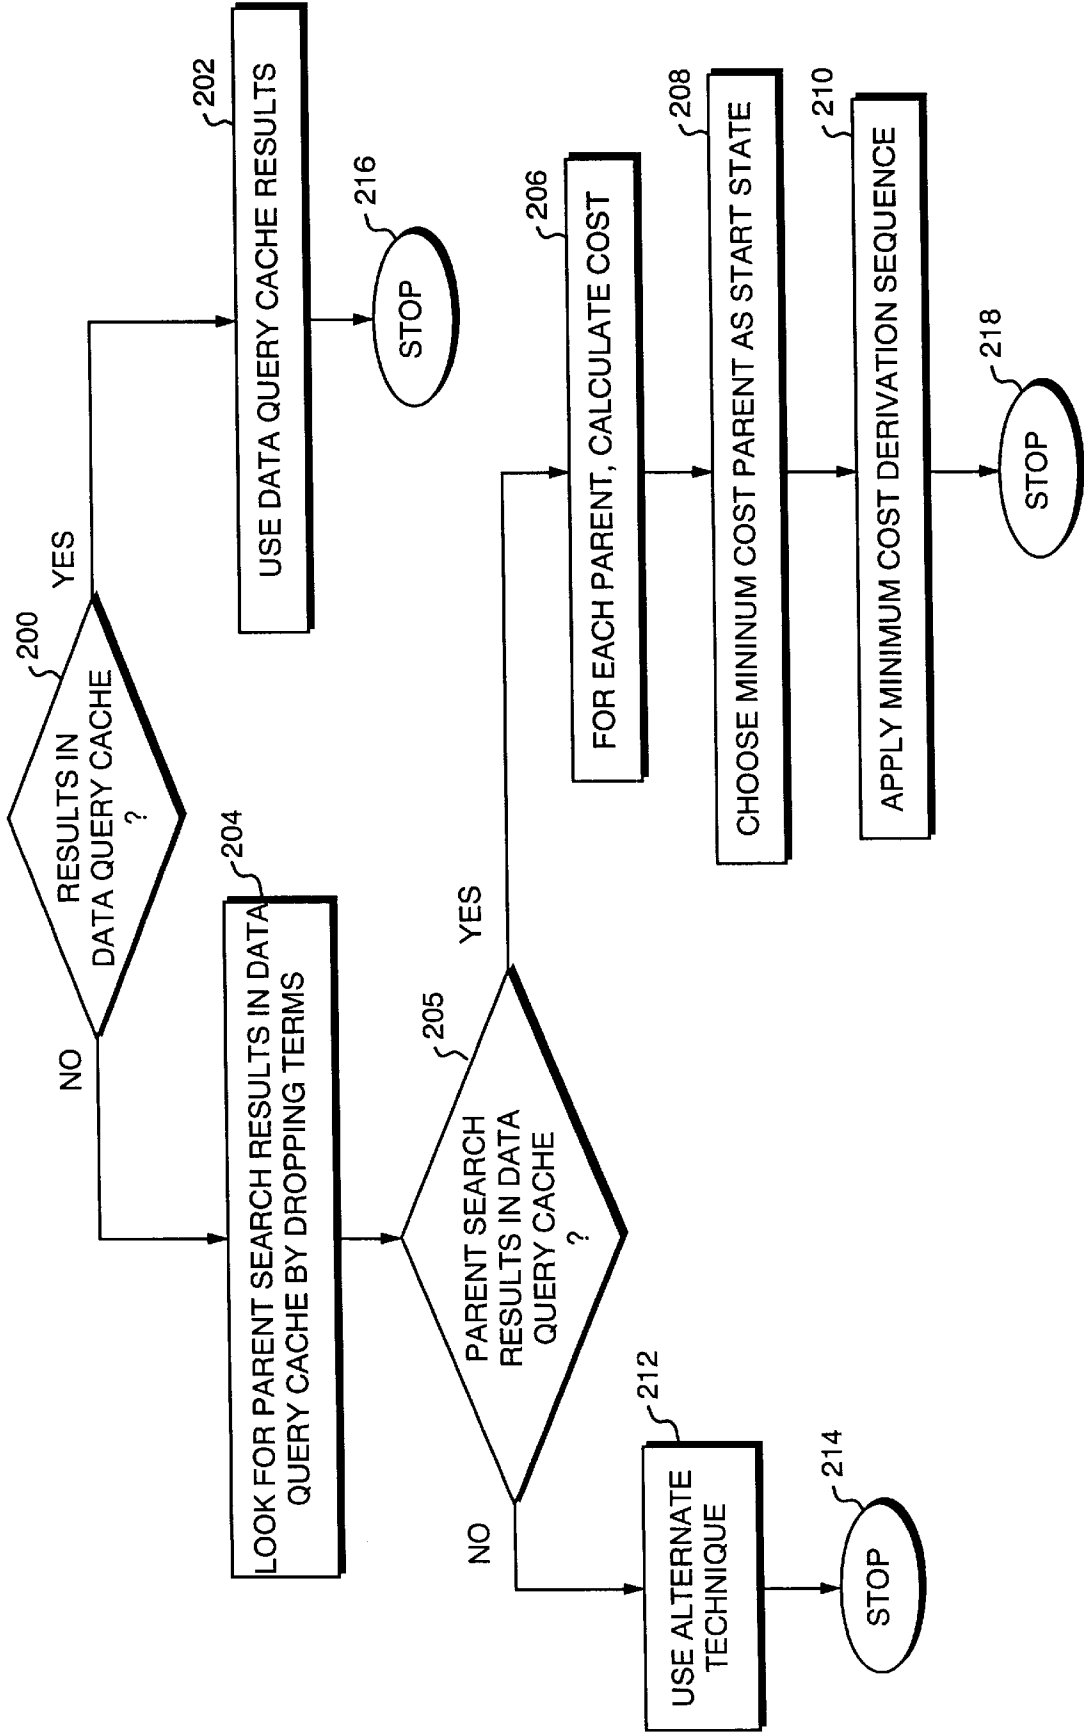 200
RESULTS IN
DATA QUERY CACHE
?
YES
NO
202
USE DATA QUERY CACHE RESULTS
216
STOP
204
LOOK FOR PARENT SEARCH RESULTS IN DATA
QUERY CACHE BY DROPPING TERMS
205
PARENT SEARCH
RESULTS IN DATA
QUERY CACHE
?
YES
NO
206
FOR EACH PARENT, CALCULATE COST
208
CHOOSE MININUM COST PARENT AS START STATE
210
APPLY MINIMUM COST DERIVATION SEQUENCE
218
STOP
212
USE ALTERNATE
TECHNIQUE
214
STOP